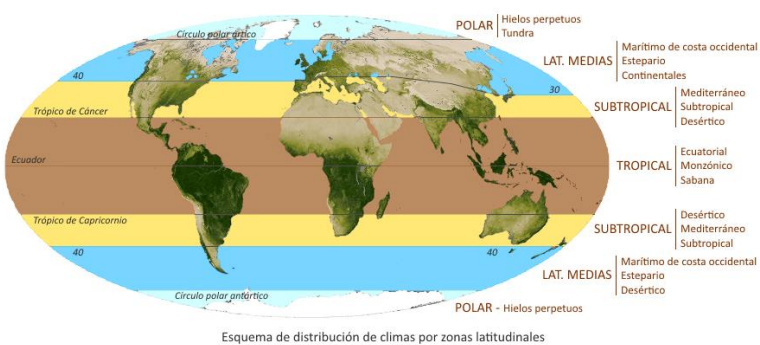 POLAR
Hielos perpetuos
Tundra
Círculo polar ártico
LAT. MEDIAS
Marítimo de costa occidental
Estepario
Continentales
40
30
SUBTROPICAL
Mediterráneo
Subtropical
Desértico
Trópico de Cáncer
Ecuador
TROPICAL
Ecuatorial
Monzónico
Sabana
Trópico de Capricornio
SUBTROPICAL
Desértico
Mediterráneo
Subtropical
40
40
LAT. MEDIAS
Marítimo de costa occidental
Estepario
Desértico
Círculo polar antártico
POLAR - Hielos perpetuos
Esquema de distribución de climas por zonas latitudinales